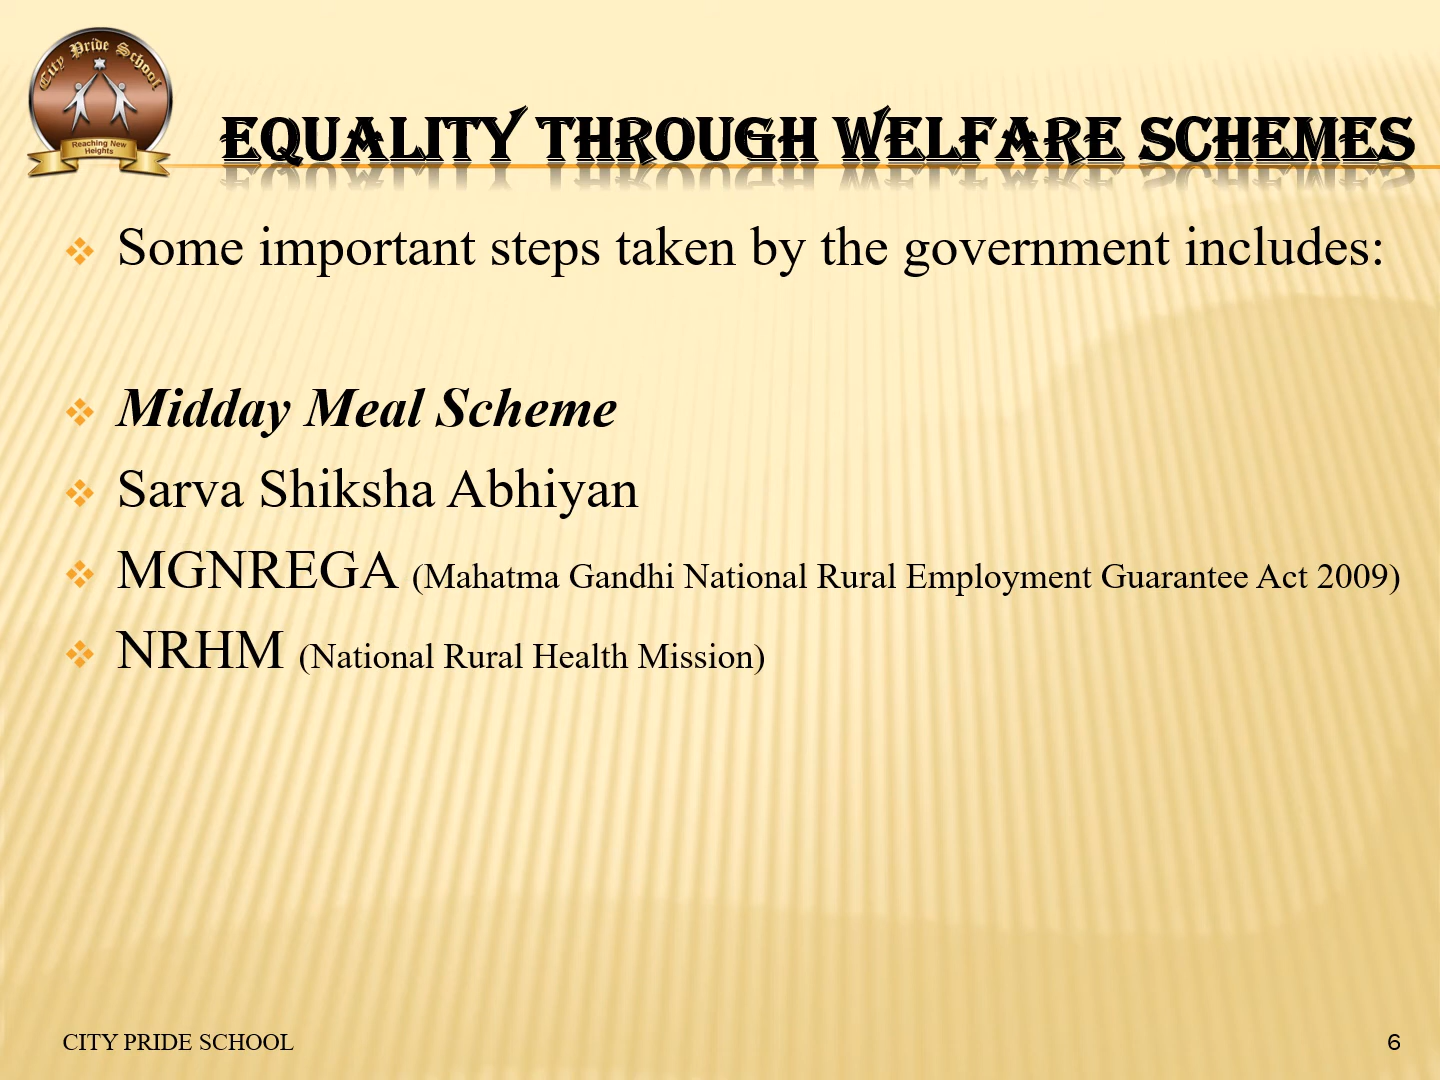 City Pride School
Reaching New
Heights
EQUALITY THROUGH WELFARE SCHEMES
Some important steps taken by the government includes:
Midday Meal Scheme
Sarva Shiksha Abhiyan
MGNREGA (Mahatma Gandhi National Rural Employment Guarantee Act 2009)
NRHM (National Rural Health Mission)
CITY PRIDE SCHOOL
6